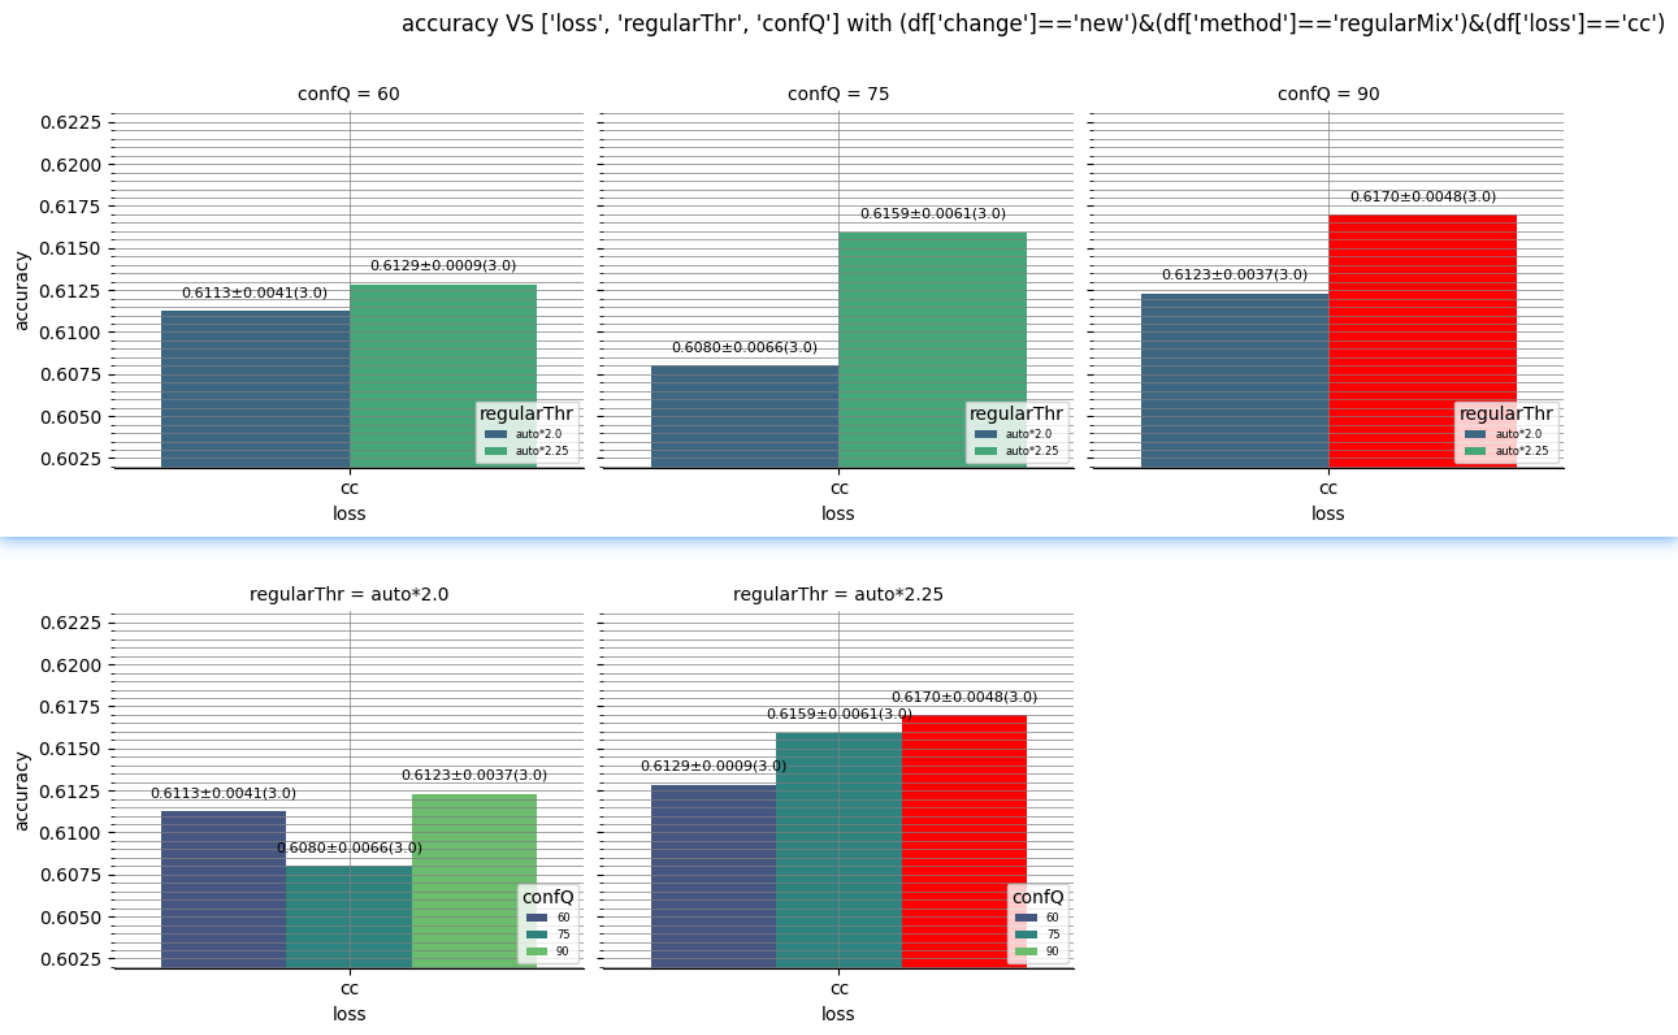 accuracy VS ['loss', 'regularThr', 'confQ'] with (df['change']=='new')&(df['method']=='regularMix')&(df['loss']=='cc')
confQ = 60
confQ = 75
confQ = 90
0.6225
0.6200
0.6175
0.6150
0.6125
0.6100
0.6075
0.6050
0.6025
accuracy
0.6113±0.0041(3.0)
0.6129±0.0009(3.0)
regularThr
auto*2.0
auto*2.25
cc
loss
0.6080±0.0066(3.0)
0.6159±0.0061(3.0)
regularThr
auto*2.0
auto*2.25
cc
loss
0.6123±0.0037(3.0)
0.6170±0.0048(3.0)
regularThr
auto*2.0
auto*2.25
cc
loss
regularThr = auto*2.0
regularThr = auto*2.25
0.6225
0.6200
0.6175
0.6150
0.6125
0.6100
0.6075
0.6050
0.6025
accuracy
0.6113±0.0041(3.0)
0.6080±0.0066(3.0)
0.6123±0.0037(3.0)
confQ
60
75
90
cc
loss
0.6129±0.0009(3.0)
0.6159±0.0061(3.0)
0.6170±0.0048(3.0)
confQ
60
75
90
cc
loss